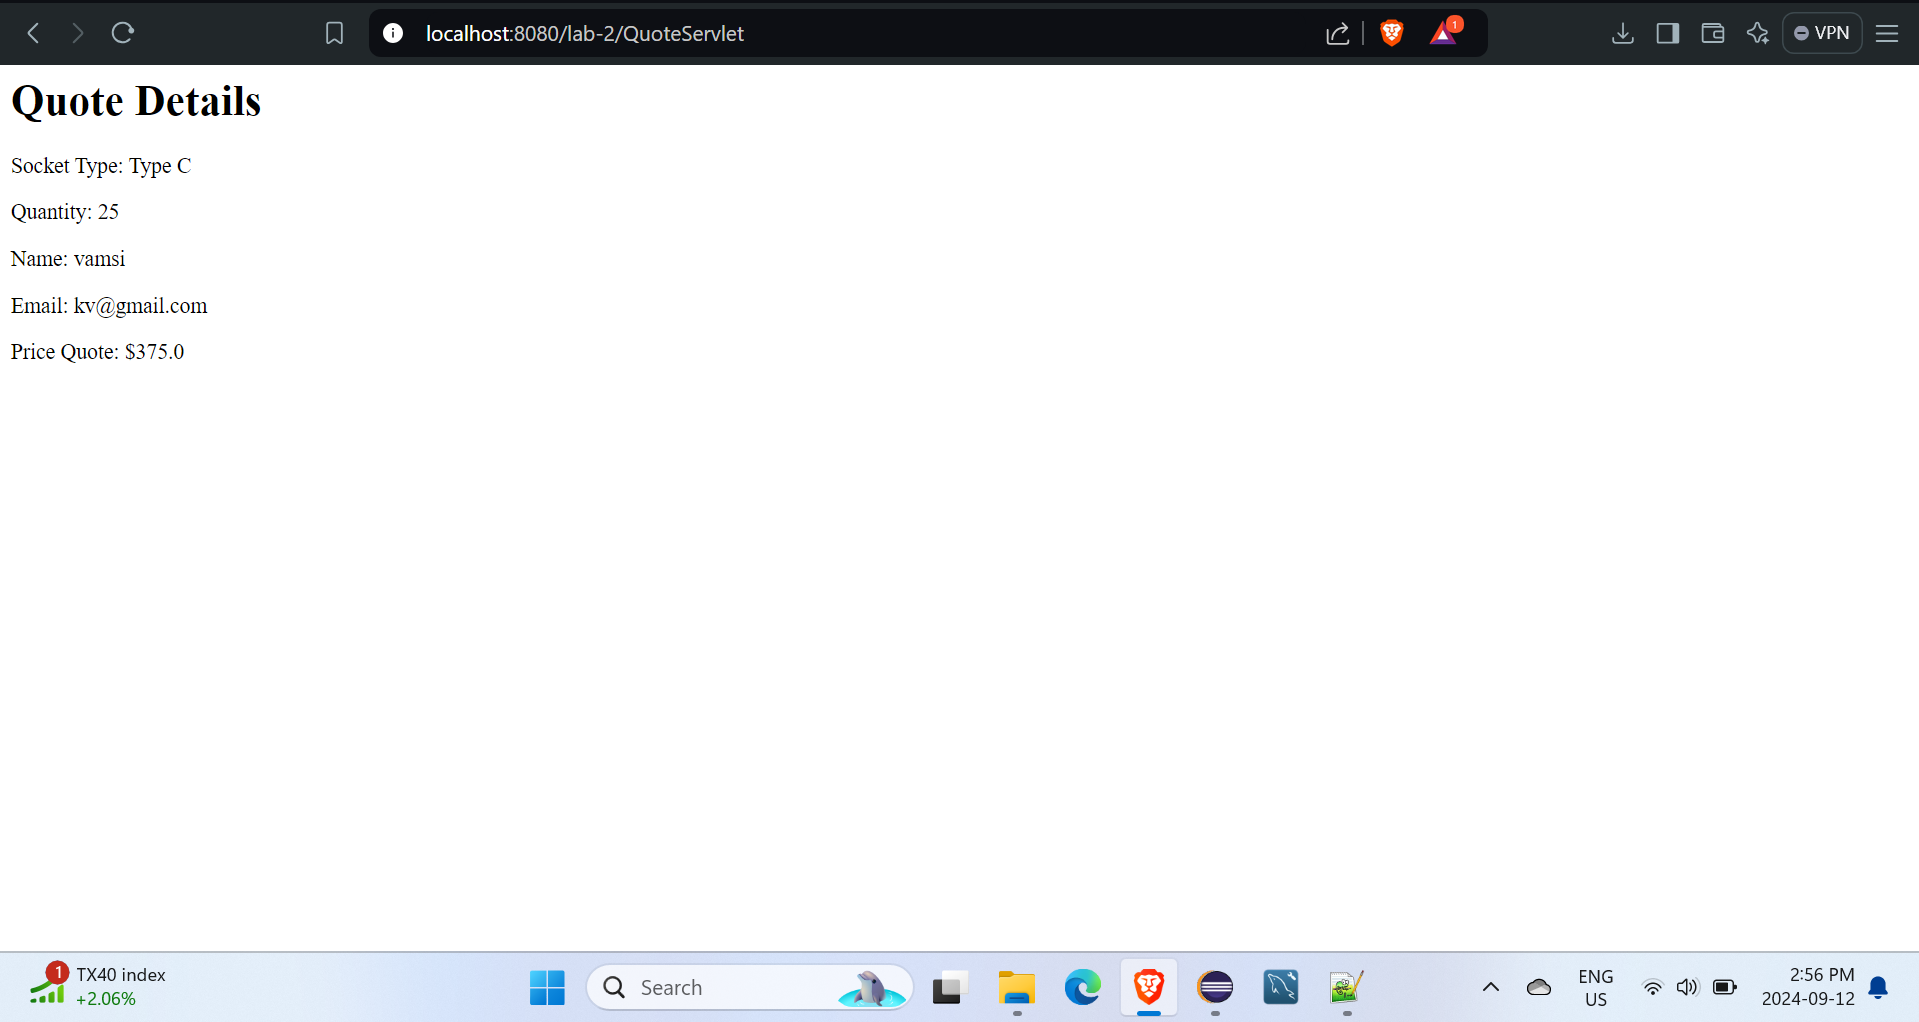 localhost:8080/lab-2/QuoteServlet
1
VPN
Quote Details
Socket Type: Type C
Quantity: 25
Name: vamsi
Email: kv@gmail.com
Price Quote: $375.0
1
TX40 index
+2.06%
Search
ENG
US
2:56 PM
2024-09-12